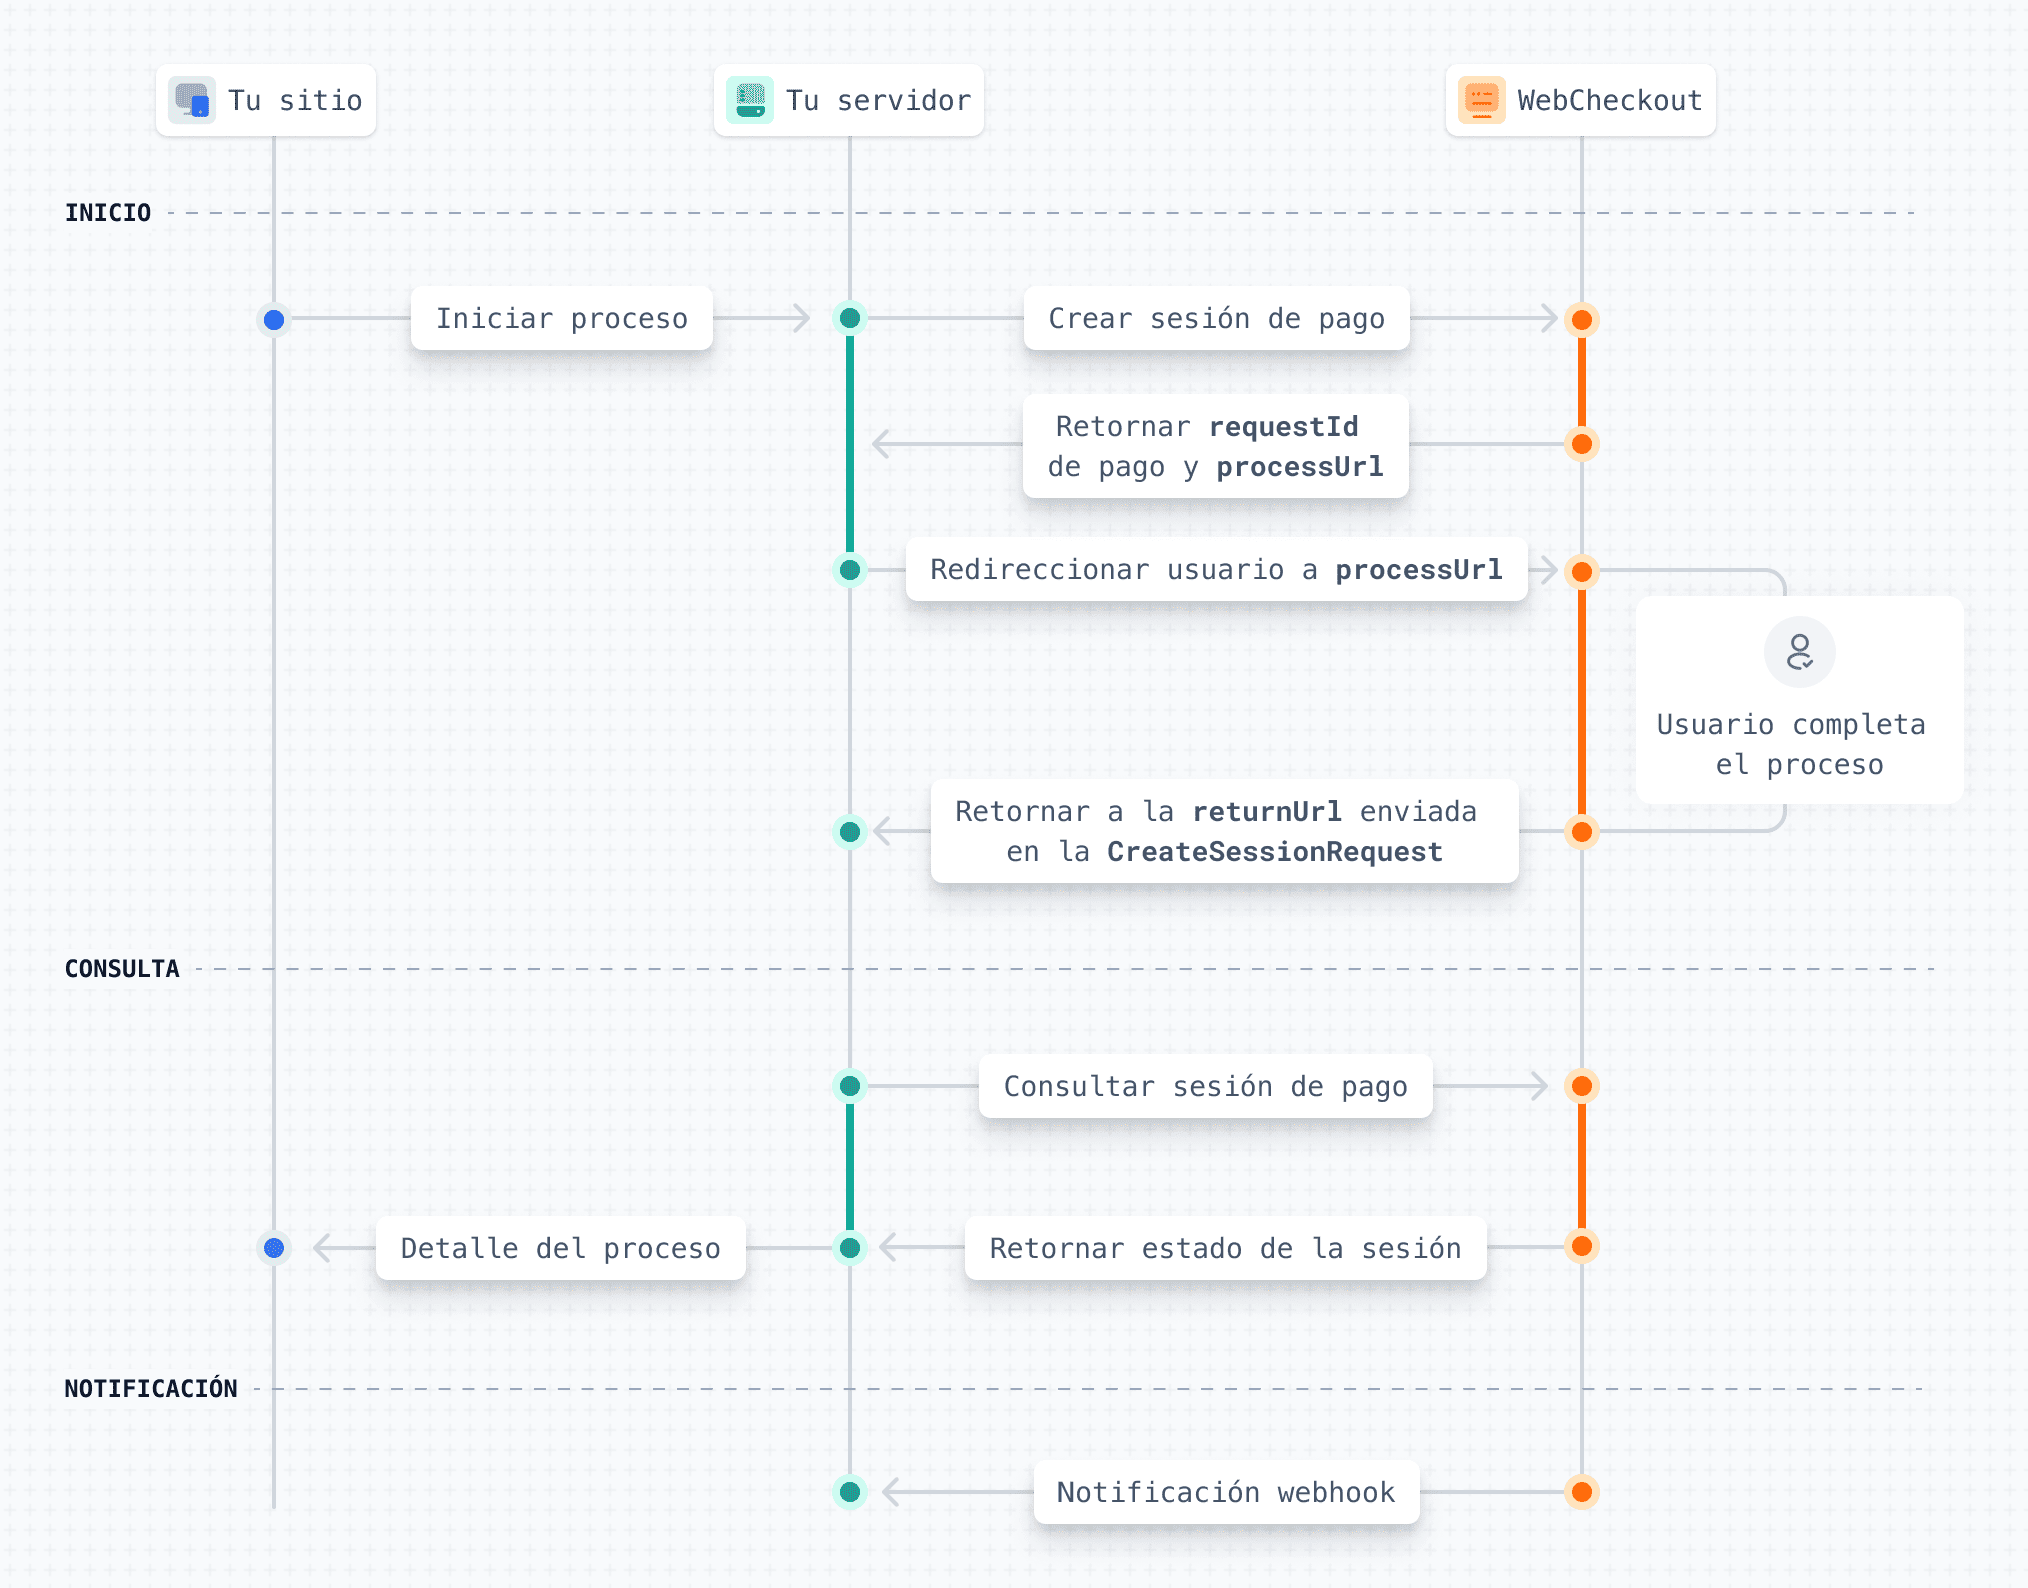 Tu sitio
Tu servidor
WebCheckout
INICIO
Iniciar proceso
Crear sesión de pago
Retornar requestId
de pago y processUrl
Redireccionar usuario a processUrl
Usuario completa
el proceso
Retornar a la returnUrl enviada
en la CreateSessionRequest
CONSULTA
Consultar sesión de pago
Detalle del proceso
Retornar estado de la sesión
NOTIFICACIÓN
Notificación webhook